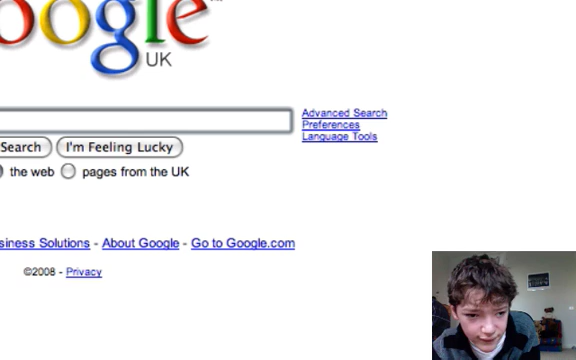 oogle
UK
Advanced Search
Preferences
Language Tools
Search I'm Feeling Lucky
the web pages from the UK
siness Solutions - About Google - Go to Google.com
©2008 - Privacy